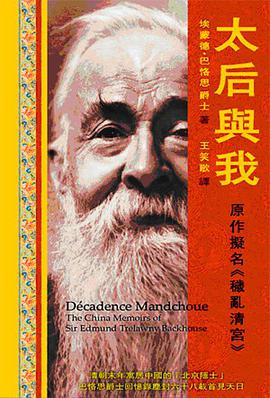 太后與我
埃蒙德·巴恪思爵士 著
王笑歌 譯
原作擬名《穢亂清宮》
Décadence Mandchoue
The China Memoirs of
Sir Edmund Trelawny Backhouse
清朝末年寓居中國的「北京隱士」
巴恪思爵士回憶錄塵封六十八載首見天日